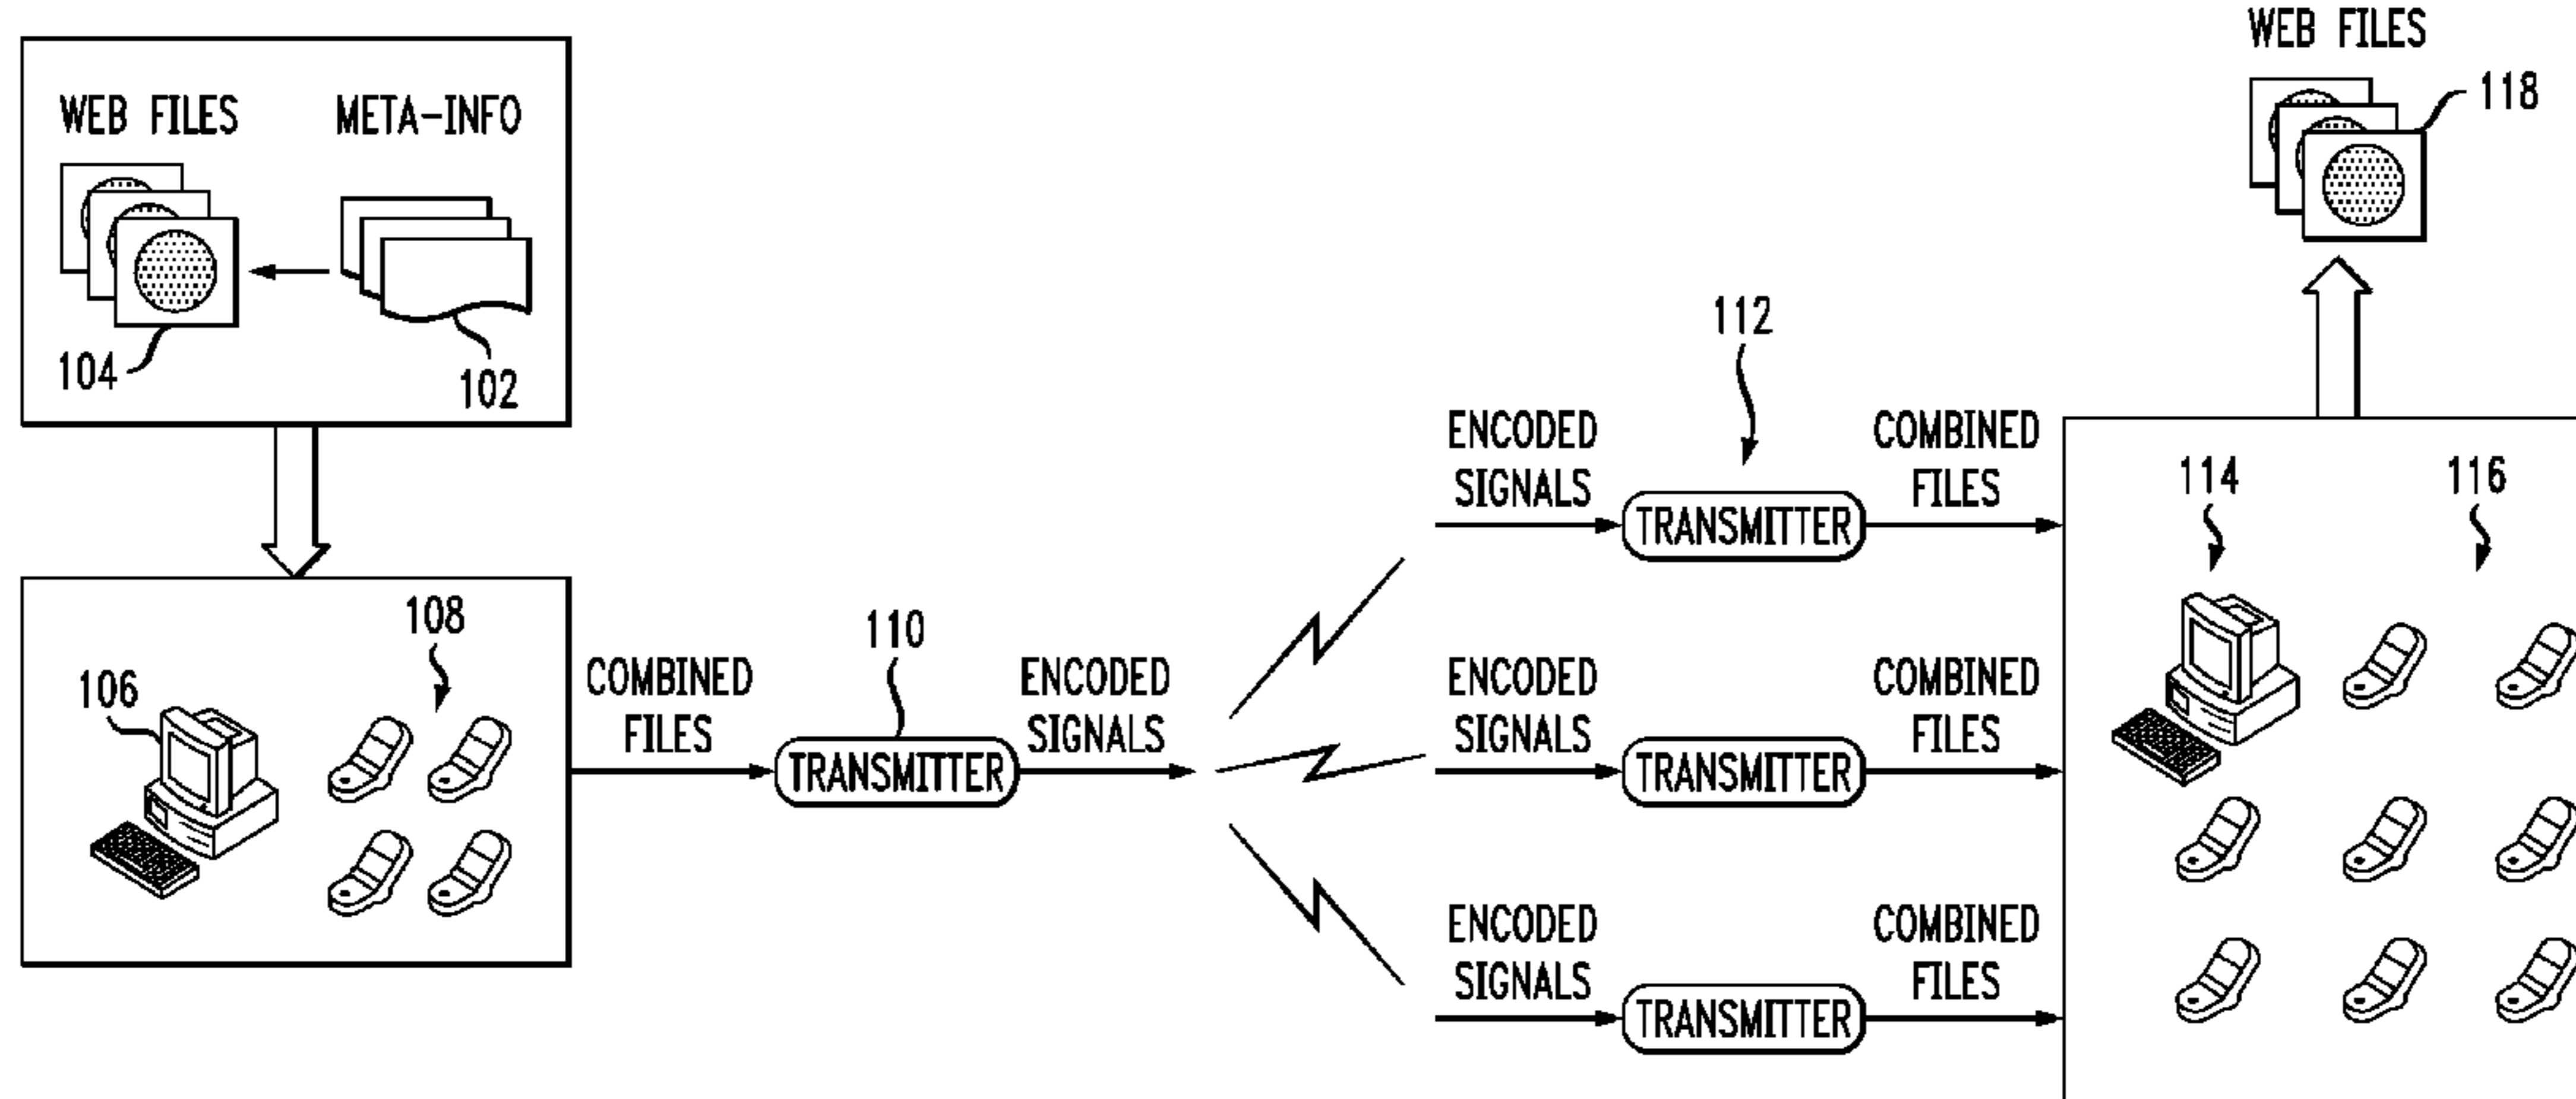 WEB FILES
META-INFO
104
102
106
108
COMBINED
FILES
110
TRANSMITTER
ENCODED
SIGNALS
112
ENCODED
SIGNALS
TRANSMITTER
COMBINED
FILES
ENCODED
SIGNALS
TRANSMITTER
COMBINED
FILES
ENCODED
SIGNALS
TRANSMITTER
COMBINED
FILES
WEB FILES
118
114
116